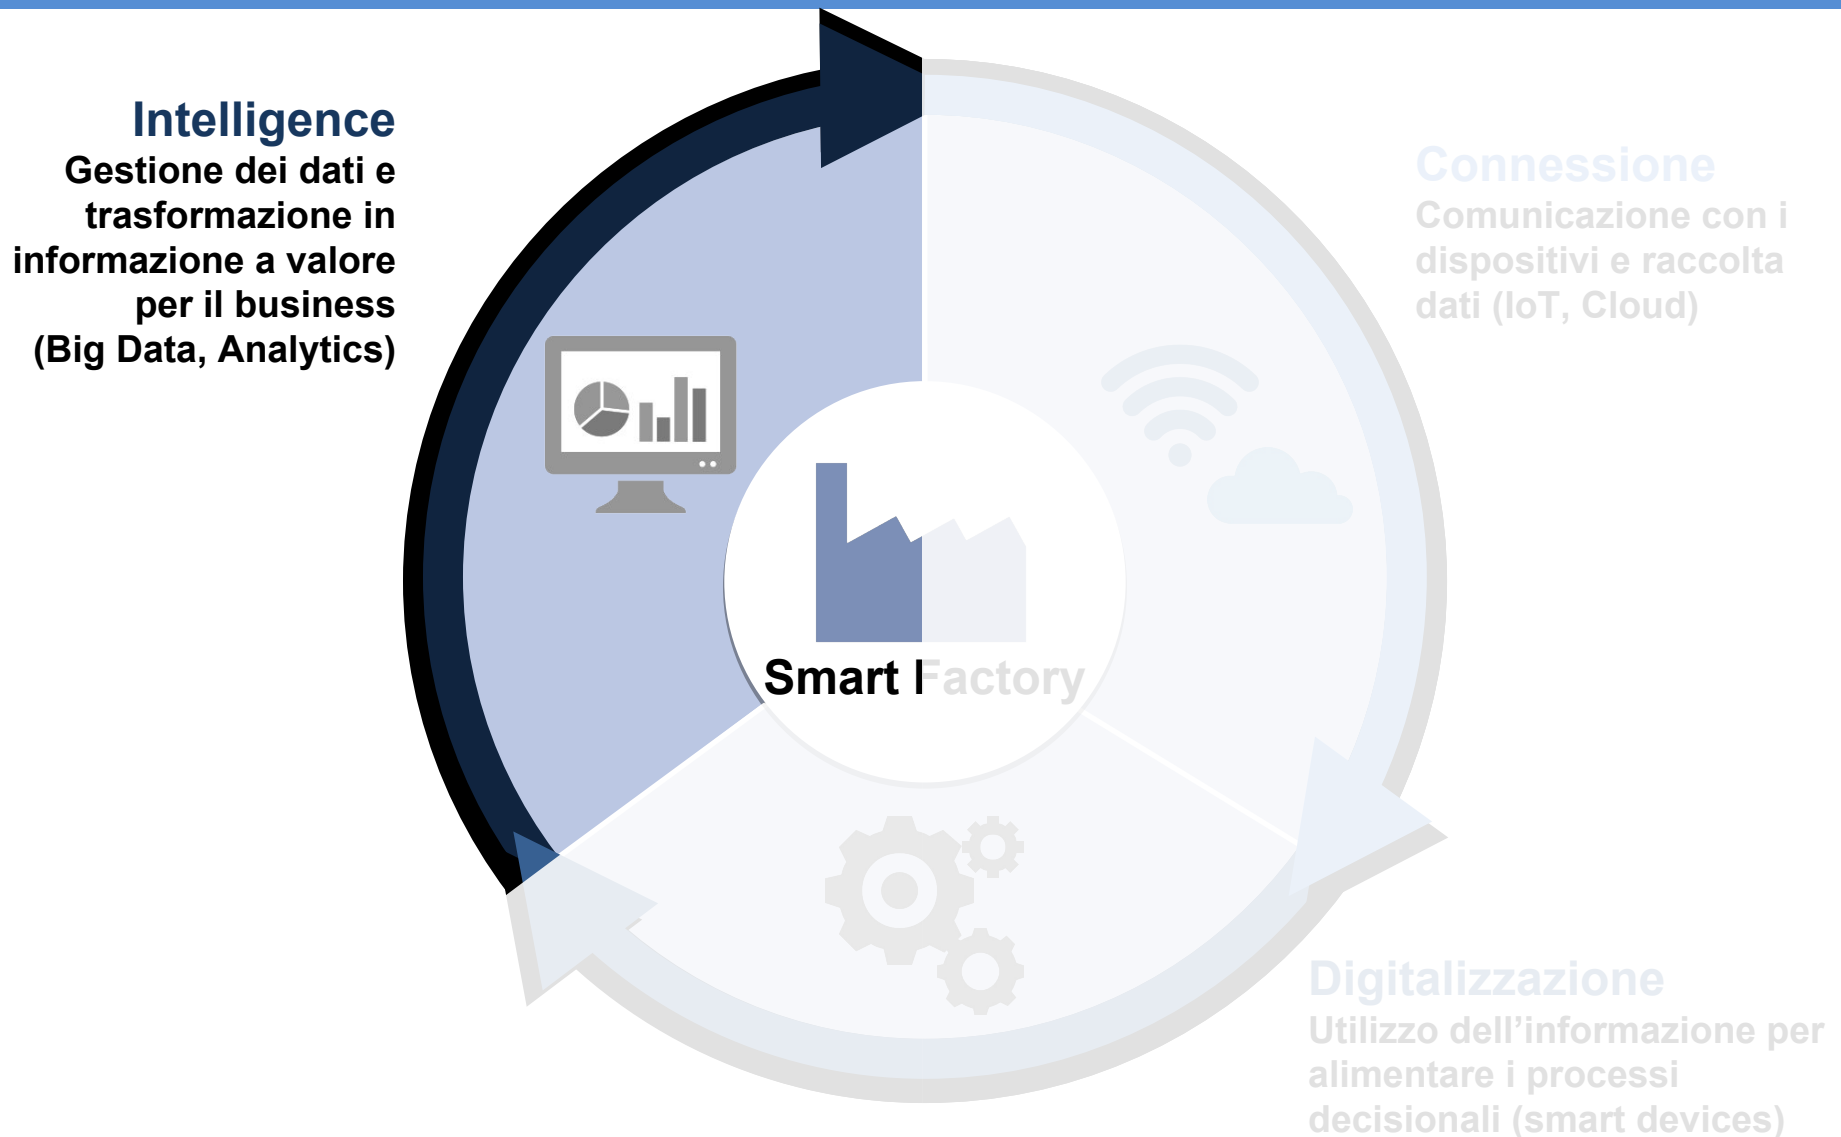 Intelligence
Gestione dei dati e
trasformazione in
informazione a valore
per il business
(Big Data, Analytics)
Connessione
Comunicazione con i
dispositivi e raccolta
dati (IoT, Cloud)
Smart Factory
Digitalizzazione
Utilizzo dell’informazione per
alimentare i processi
decisionali (smart devices)